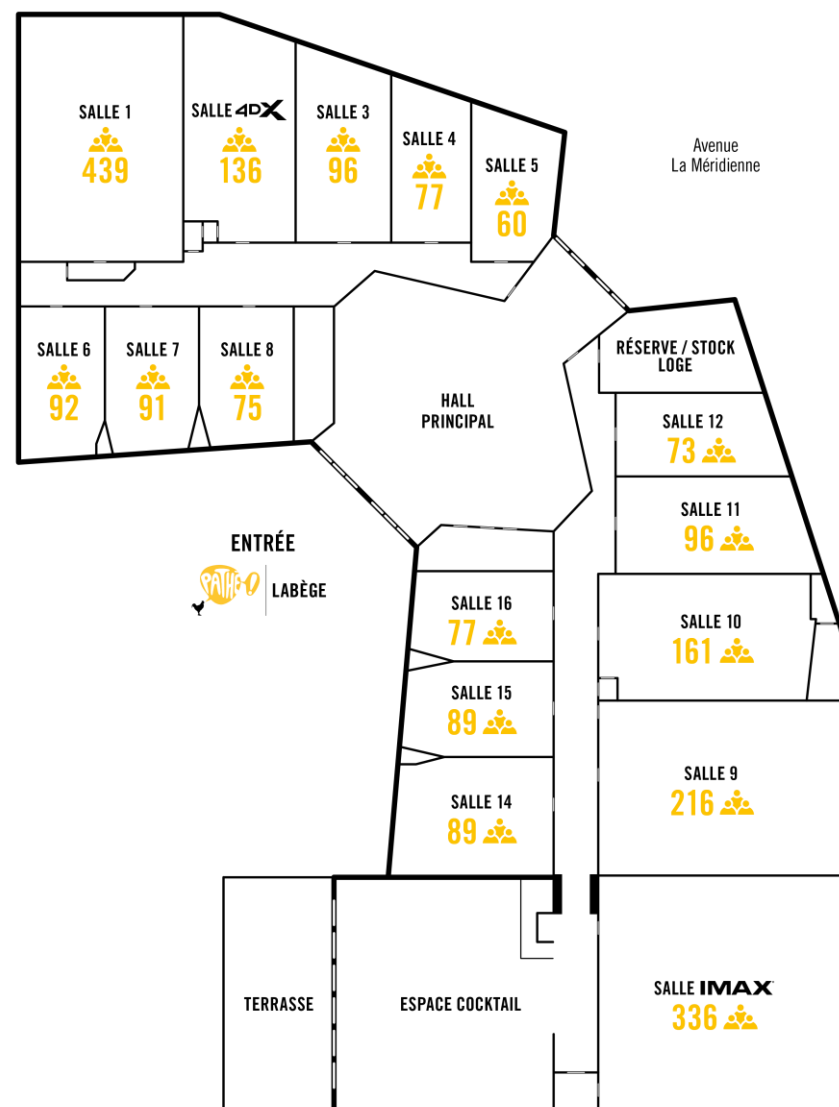 SALLE 1
439
SALLE 4DX
136
SALLE 3
96
SALLE 4
77
SALLE 5
60
Avenue
La Méridienne
SALLE 6
92
SALLE 7
91
SALLE 8
75
HALL
PRINCIPAL
RÉSERVE / STOCK
LOGE
SALLE 12
73
SALLE 11
96
ENTRÉE
PATHÉ!
LABÈGE
SALLE 16
77
SALLE 10
161
SALLE 15
89
SALLE 9
216
SALLE 14
89
TERRASSE
ESPACE COCKTAIL
SALLE IMAX
336